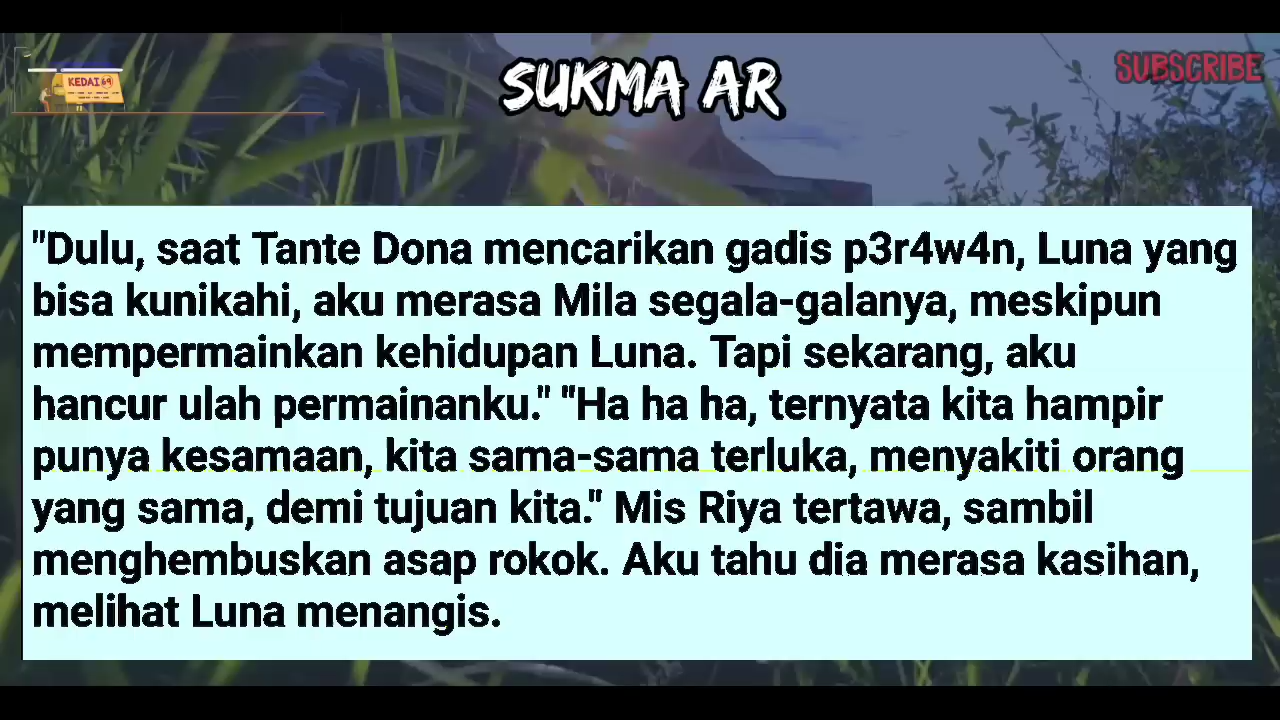 KEDAI 69
SUKMA AR
SUBSCRIBE
"Dulu, saat Tante Dona mencarikan gadis p3r4w4n, Luna yang
bisa kunikahi, aku merasa Mila segala-galanya, meskipun
mempermainkan kehidupan Luna. Tapi sekarang, aku
hancur ulah permainanku." "Ha ha ha, ternyata kita hampir
punya kesamaan, kita sama-sama terluka, menyakiti orang
yang sama, demi tujuan kita." Mis Riya tertawa, sambil
menghembuskan asap rokok. Aku tahu dia merasa kasihan,
melihat Luna menangis.